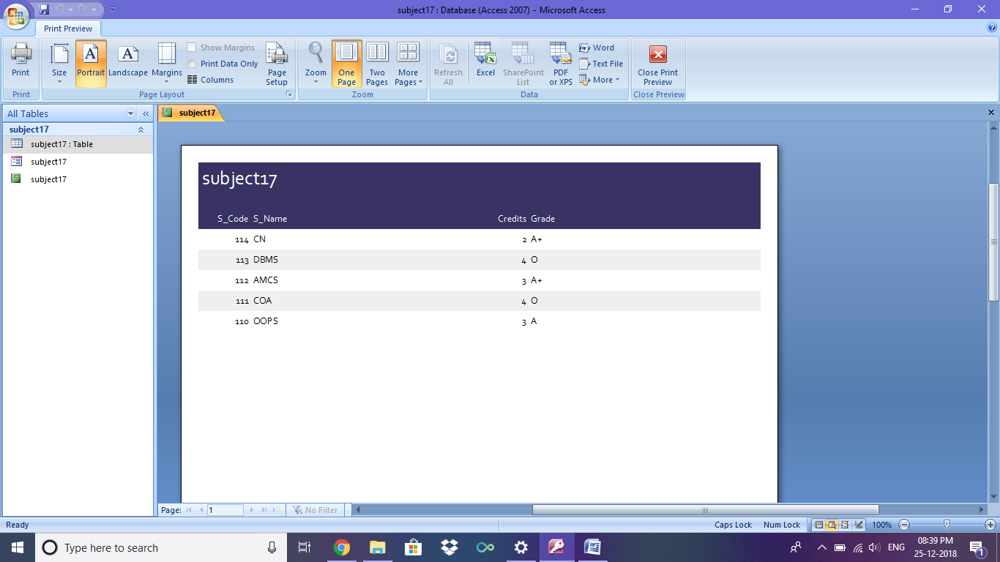 subject17 : Database (Access 2007) - Microsoft Access
Print Preview
Print
Size
Portrait
Landscape
Margins
Show Margins
Print Data Only
Columns
Page Setup
Zoom
One Page
Two Pages
More Pages
Refresh All
Excel
SharePoint List
PDF or XPS
Word
Text File
More
Close Print Preview
Print
Page Layout
Zoom
Data
Close Preview
All Tables
subject17
subject17 : Table
subject17
subject17
subject17
subject17
S_Code S_Name Credits Grade
114 CN 2 A+
113 DBMS 4 O
112 AMCS 3 A+
111 COA 4 O
110 OOPS 3 A
Page: 1 No Filter
Ready Caps Lock Num Lock 100%
Type here to search
ENG
08:39 PM
25-12-2018
1